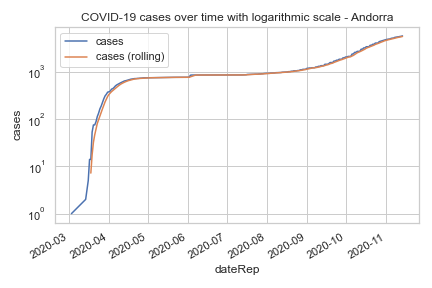 COVID-19 cases over time with logarithmic scale - Andorra
cases
cases (rolling)
10³
10²
10¹
10⁰
cases
2020-03
2020-04
2020-05
2020-06
2020-07
2020-08
2020-09
2020-10
2020-11
dateRep